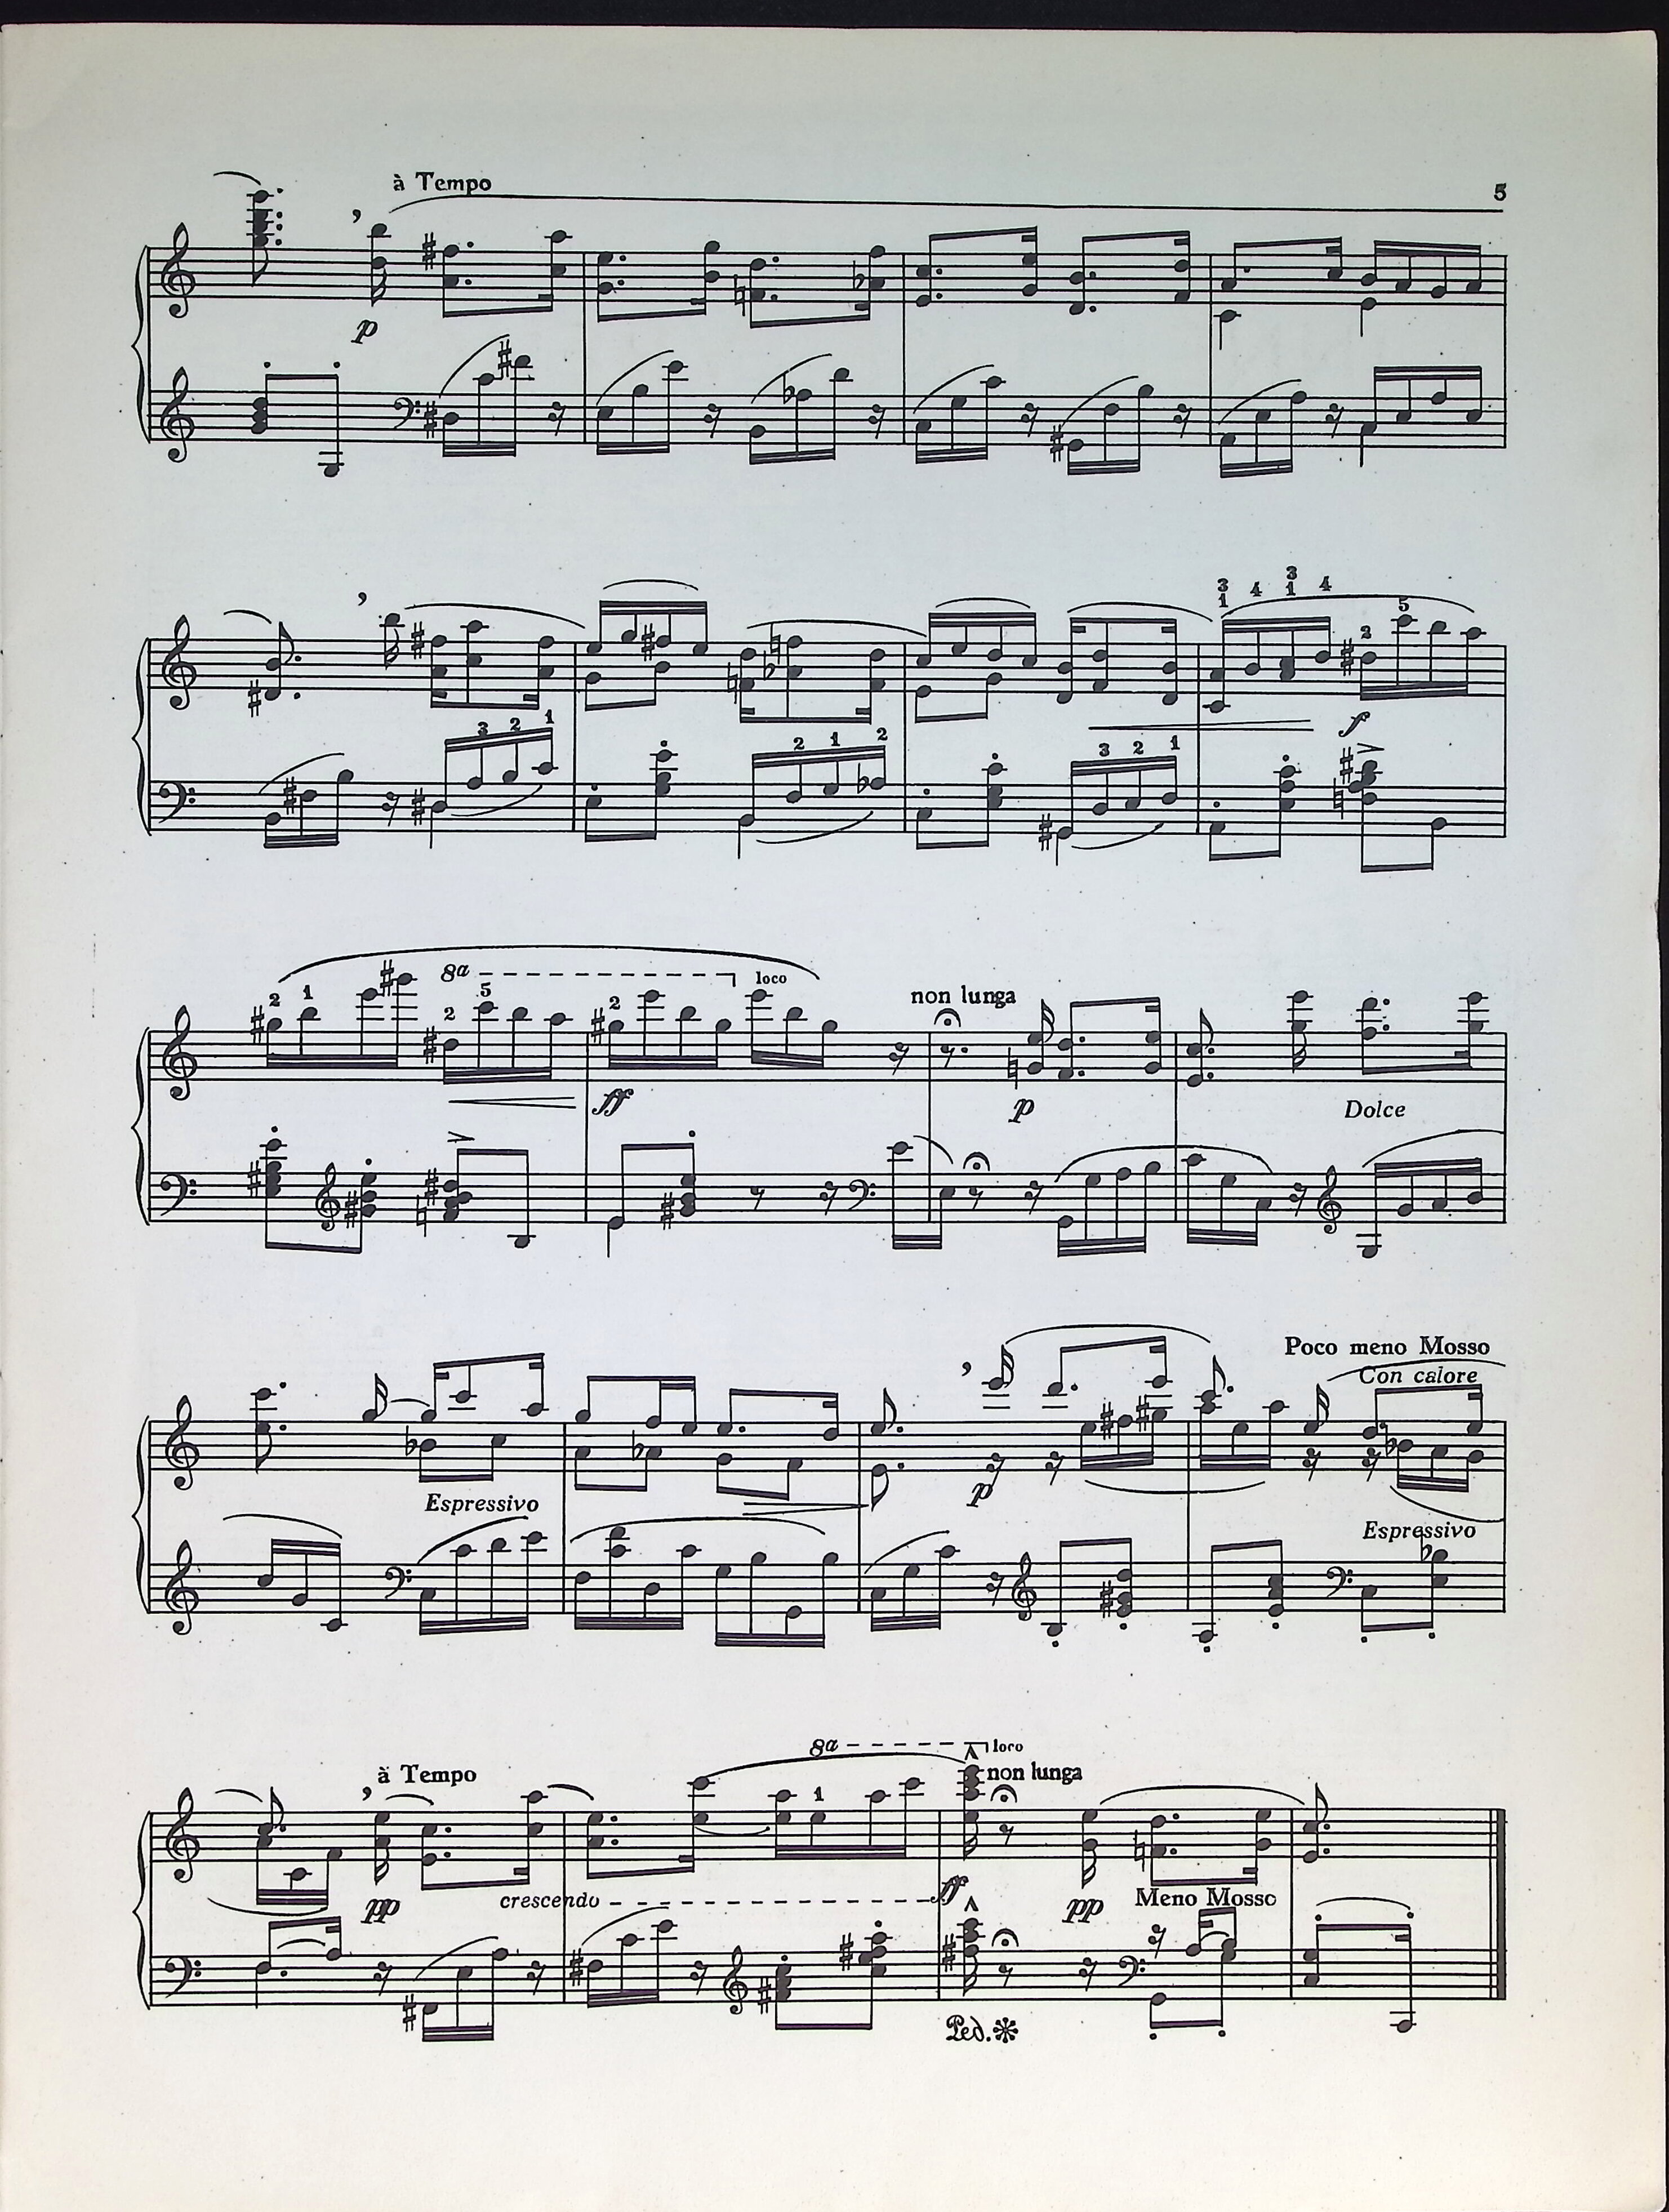 à Tempo
5
p
3 1 4 3 1 4
2 5
3 2 1
2 1 2
3 2 1
f
8a
loco
2 1
2 5
2
non lunga
ff
p
Dolce
Poco meno Mosso
Con calore
Espressivo
p
Espressivo
8a
loco
à Tempo
non lunga
1
pp
crescendo
ff
pp
Meno Mosso
Ped.